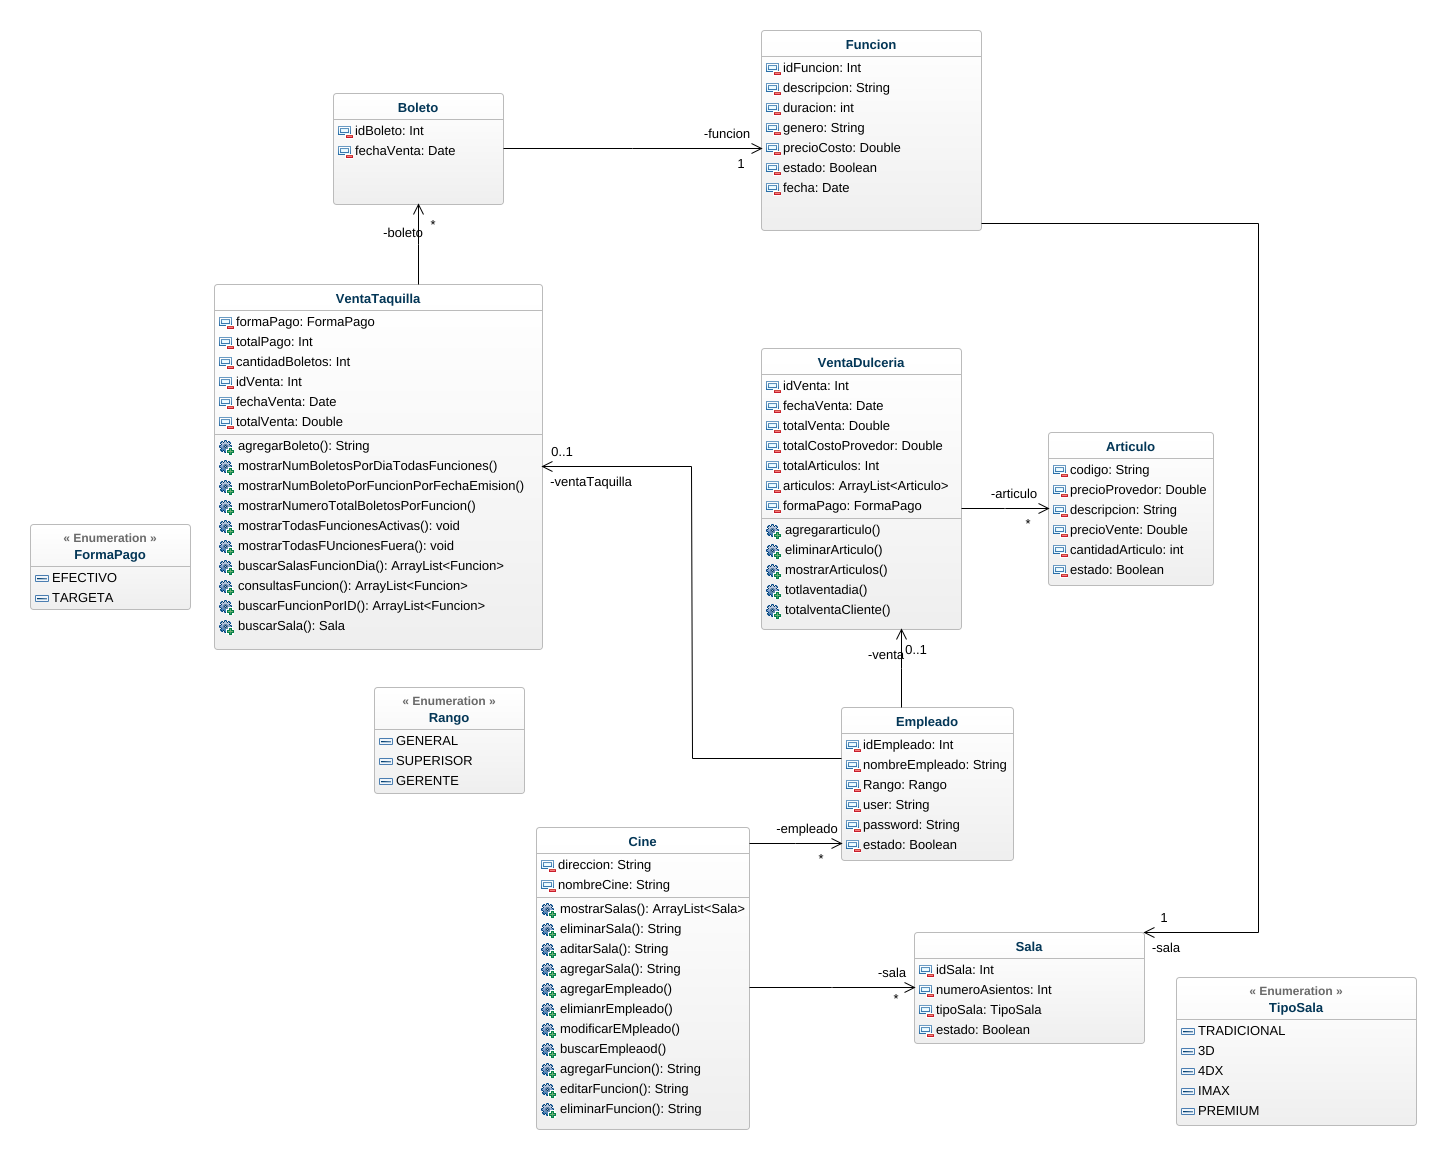 Funcion
idFuncion: Int
descripcion: String
duracion: int
genero: String
precioCosto: Double
estado: Boolean
fecha: Date
Boleto
idBoleto: Int
fechaVenta: Date
-funcion
1
*
-boleto
VentaTaquilla
formaPago: FormaPago
totalPago: Int
cantidadBoletos: Int
idVenta: Int
fechaVenta: Date
totalVenta: Double
agregarBoleto(): String
mostrarNumBoletosPorDiaTodasFunciones()
mostrarNumBoletoPorFuncionPorFechaEmision()
mostrarNumeroTotalBoletosPorFuncion()
mostrarTodasFuncionesActivas(): void
mostrarTodasFUncionesFuera(): void
buscarSalasFuncionDia(): ArrayList<Funcion>
consultasFuncion(): ArrayList<Funcion>
buscarFuncionPorID(): ArrayList<Funcion>
buscarSala(): Sala
0..1
-ventaTaquilla
VentaDulceria
idVenta: Int
fechaVenta: Date
totalVenta: Double
totalCostoProvedor: Double
totalArticulos: Int
articulos: ArrayList<Articulo>
formaPago: FormaPago
agregararticulo()
eliminarArticulo()
mostrarArticulos()
totlaventadia()
totalventaCliente()
-articulo
*
Articulo
codigo: String
precioProvedor: Double
descripcion: String
precioVente: Double
cantidadArticulo: int
estado: Boolean
« Enumeration »
FormaPago
EFECTIVO
TARGETA
-venta
0..1
« Enumeration »
Rango
GENERAL
SUPERISOR
GERENTE
Empleado
idEmpleado: Int
nombreEmpleado: String
Rango: Rango
user: String
password: String
estado: Boolean
-empleado
*
Cine
direccion: String
nombreCine: String
mostrarSalas(): ArrayList<Sala>
eliminarSala(): String
aditarSala(): String
agregarSala(): String
agregarEmpleado()
elimianrEmpleado()
modificarEMpleado()
buscarEmpleaod()
agregarFuncion(): String
editarFuncion(): String
eliminarFuncion(): String
-sala
*
1
-sala
Sala
idSala: Int
numeroAsientos: Int
tipoSala: TipoSala
estado: Boolean
« Enumeration »
TipoSala
TRADICIONAL
3D
4DX
IMAX
PREMIUM